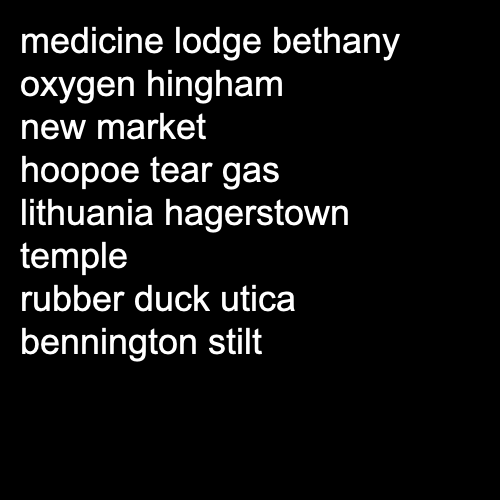 medicine lodge bethany
oxygen hingham
new market
hoopoe tear gas
lithuania hagerstown
temple
rubber duck utica
bennington stilt